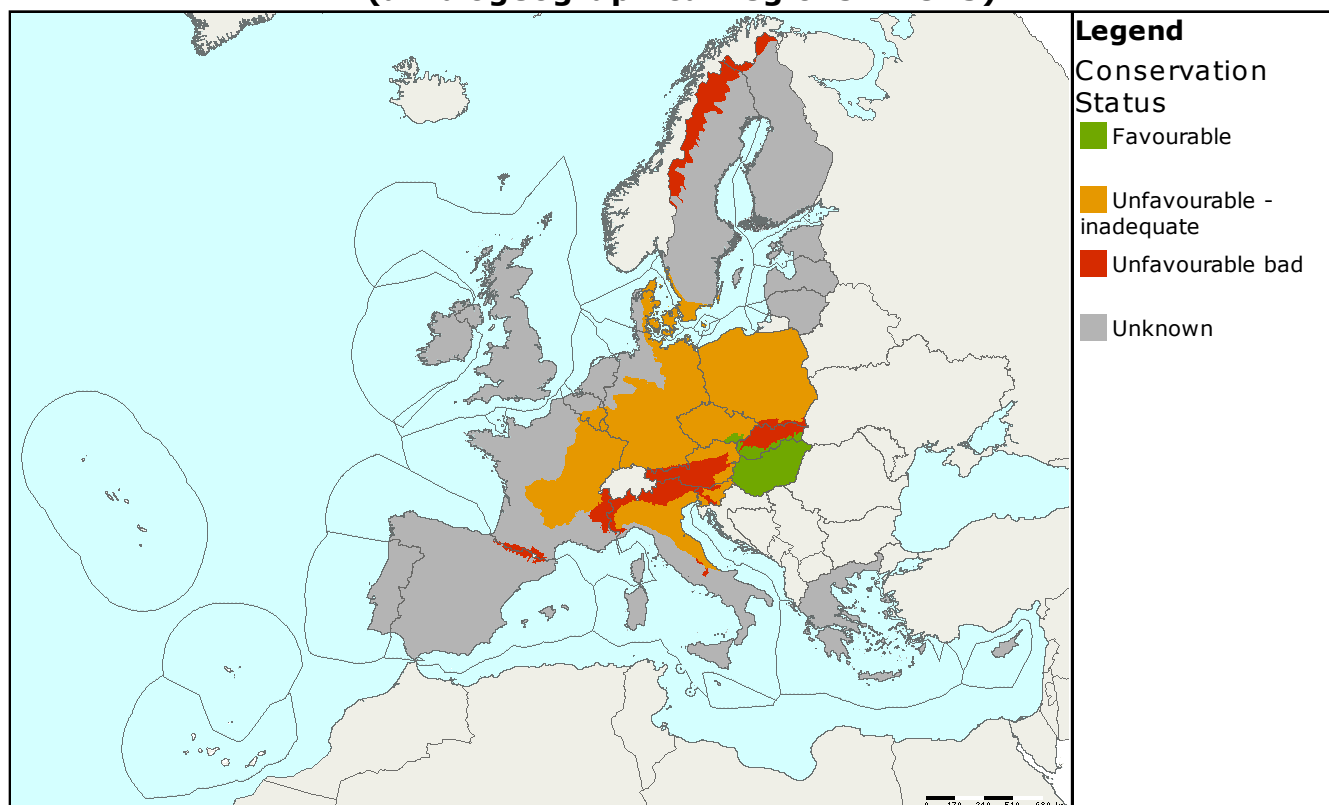 Legend
Conservation
Status
Favourable
Unfavourable -
inadequate
Unfavourable bad
Unknown